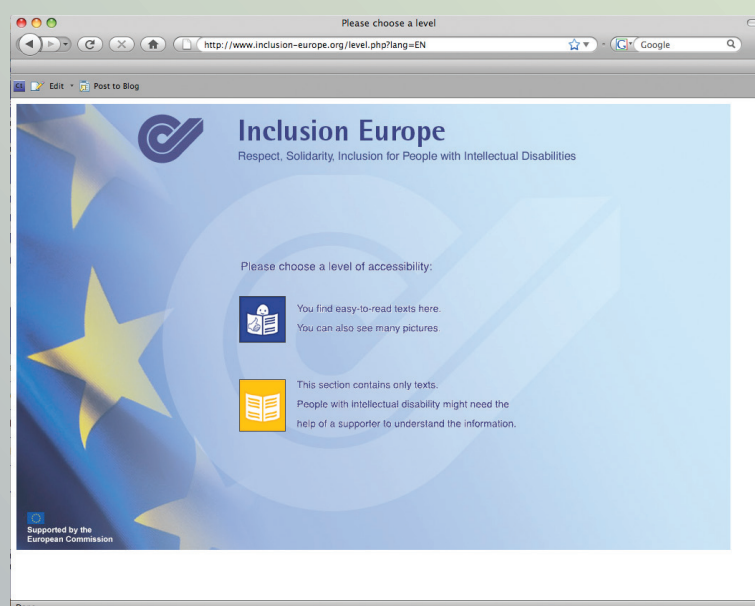 Please choose a level
http://www.inclusion-europe.org/level.php?lang=EN
Google
CE Edit Post to Blog
Inclusion Europe
Respect, Solidarity, Inclusion for People with Intellectual Disabilities
Please choose a level of accessibility:
You find easy-to-read texts here.
You can also see many pictures.
This section contains only texts.
People with intellectual disability might need the
help of a supporter to understand the information.
Supported by the
European Commission